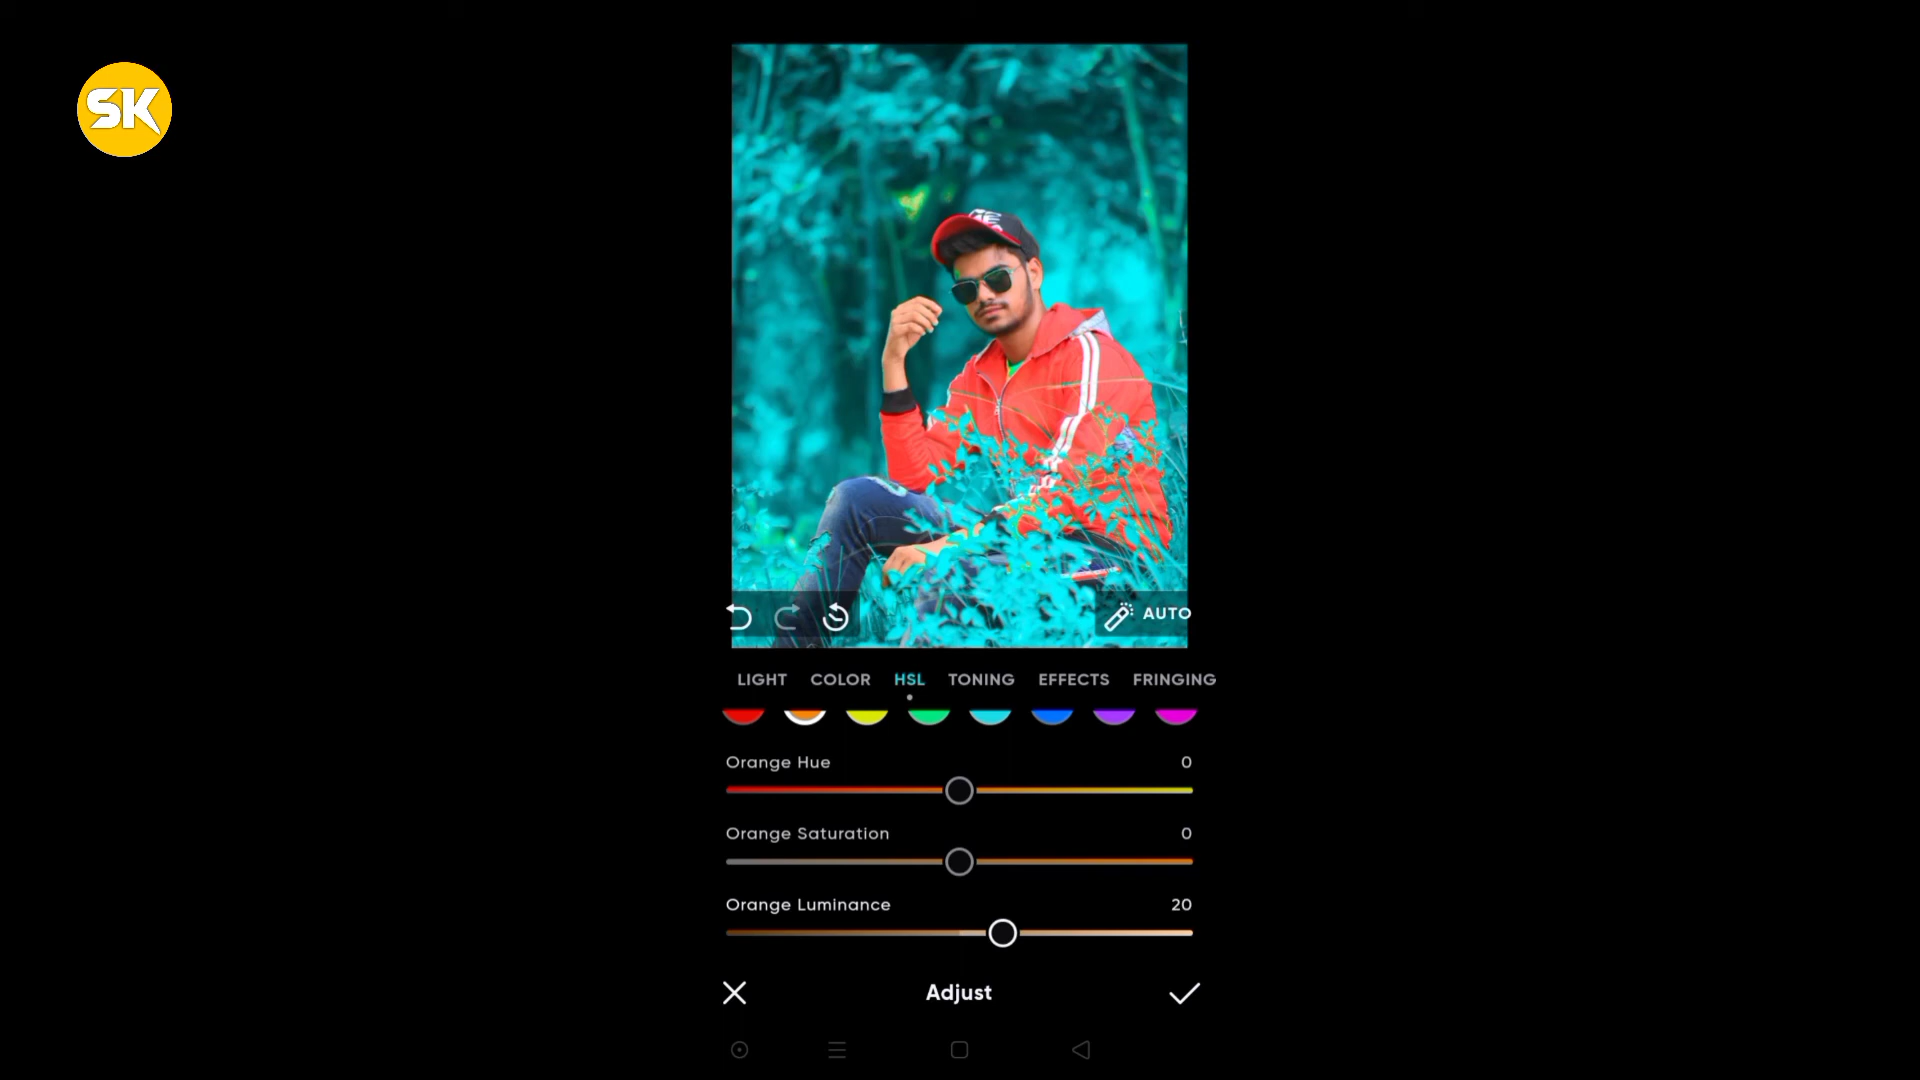 SK
AUTO
LIGHT COLOR HSL TONING EFFECTS FRINGING
Orange Hue 0
Orange Saturation 0
Orange Luminance 20
Adjust